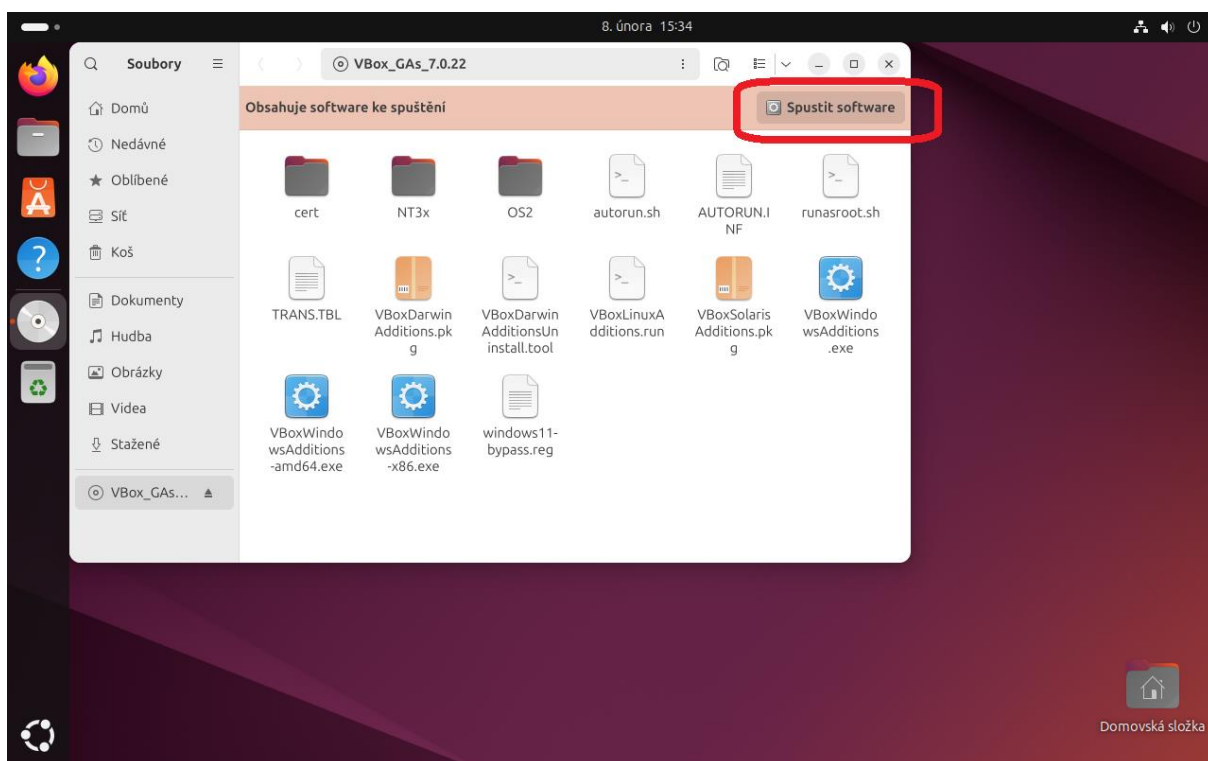 8. února 15:34
Soubory
VBox_GAs_7.0.22
Domů
Nedávné
Oblíbené
Síť
Koš
Dokumenty
Hudba
Obrázky
Videa
Stažené
VBox_GAs...
Obsahuje software ke spuštění
Spustit software
cert
NT3x
OS2
autorun.sh
AUTORUN.I
NF
runasroot.sh
TRANS.TBL
VBoxDarwin
Additions.pk
g
VBoxDarwin
AdditionsUn
install.tool
VBoxLinuxA
dditions.run
VBoxSolaris
Additions.pk
g
VBoxWindo
wsAdditions
.exe
VBoxWindo
wsAdditions
-amd64.exe
VBoxWindo
wsAdditions
-x86.exe
windows11-
bypass.reg
Domovská složka